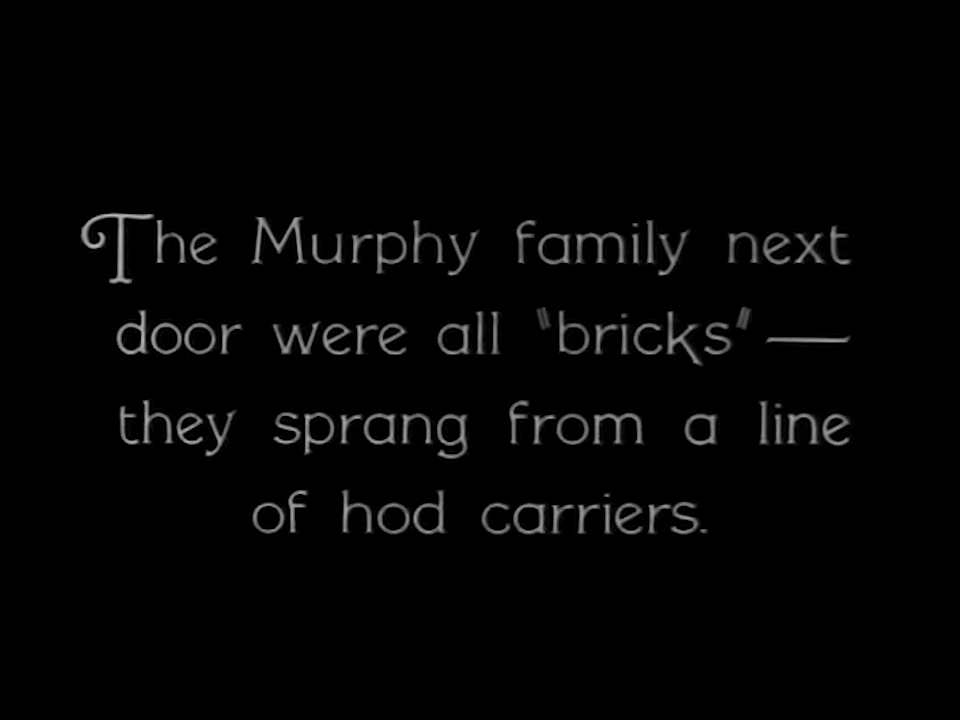 The Murphy family next
door were all "bricks" —
they sprang from a line
of hod carriers.